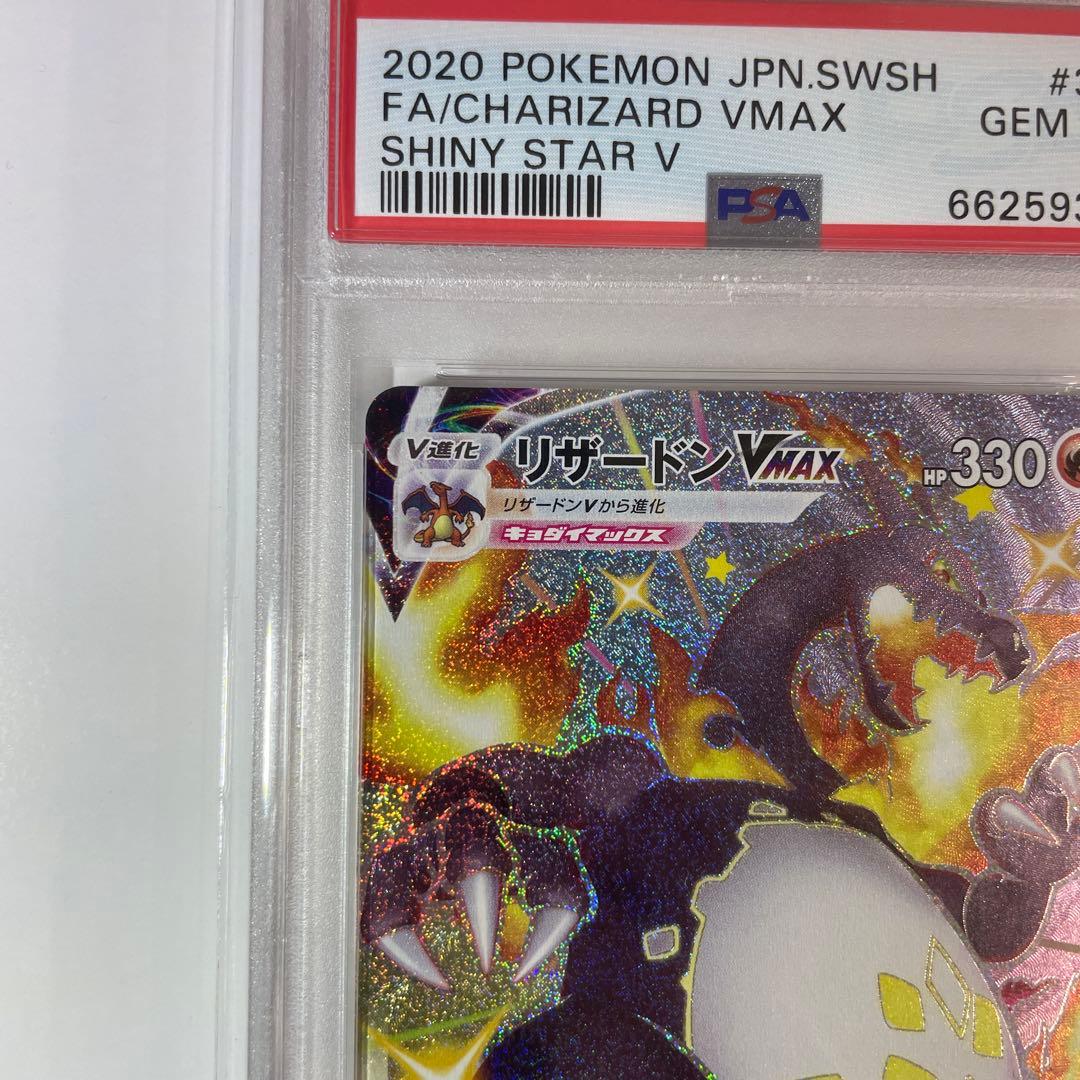 2020 POKEMON JPN.SWSH #3
FA/CHARIZARD VMAX GEM
SHINY STAR V
PSA 662593
V進化 リザードンVMAX HP330
リザードンVから進化
キョダイマックス